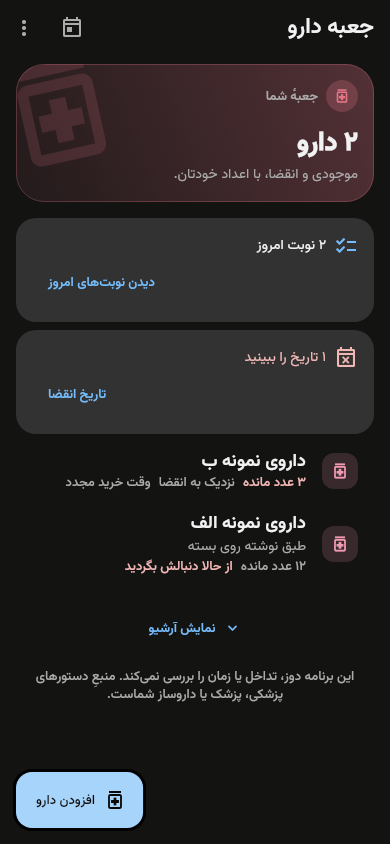 جعبه دارو
جعبهٔ شما
۲ دارو
موجودی و انقضا، با اعداد خودتان.
۲ نوبت امروز
دیدن نوبت‌های امروز
۱ تاریخ را ببینید
تاریخ انقضا
داروی نمونه ب
۳ عدد مانده نزدیک به انقضا وقت خرید مجدد
داروی نمونه الف
طبق نوشته روی بسته
۱۲ عدد مانده از حالا دنبالش بگردید
نمایش آرشیو
این برنامه دوز، تداخل یا زمان را بررسی نمی‌کند. منبعِ دستورهای
پزشکی، پزشک یا داروساز شماست.
افزودن دارو